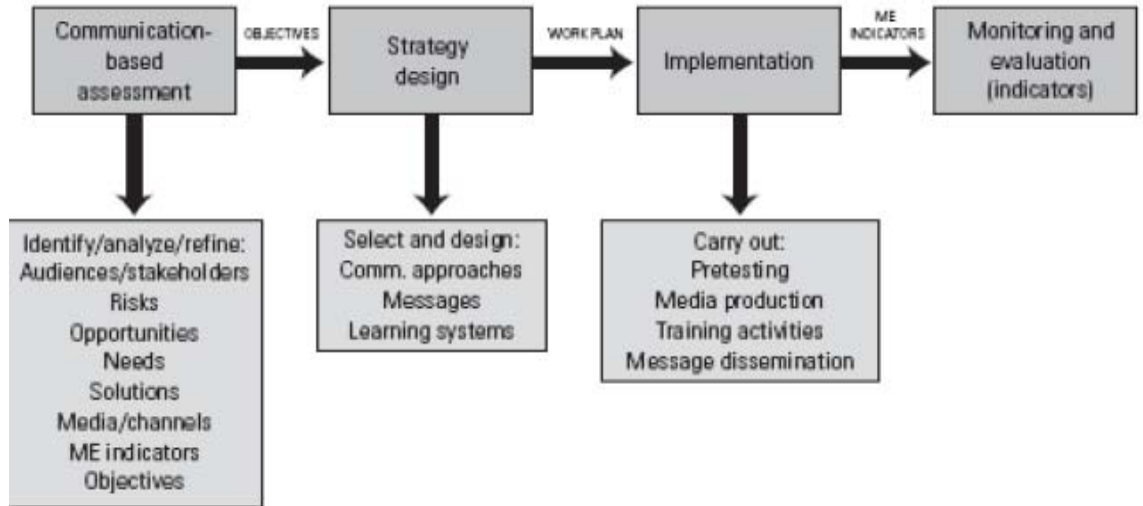 Communication-
based
assessment
OBJECTIVES
Strategy
design
WORK PLAN
Implementation
ME
INDICATORS
Monitoring and
evaluation
(indicators)
Identify/analyze/refine:
Audiences/stakeholders
Risks
Opportunities
Needs
Solutions
Media/channels
ME indicators
Objectives
Select and design:
Comm. approaches
Messages
Learning systems
Carry out:
Pretesting
Media production
Training activities
Message dissemination